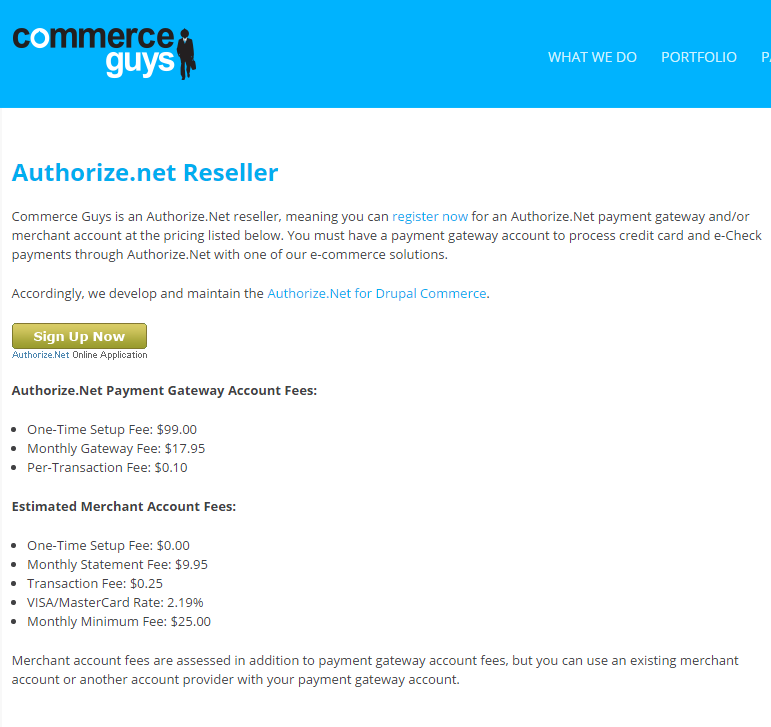 commerce
guys
WHAT WE DO PORTFOLIO
Authorize.net Reseller
Commerce Guys is an Authorize.Net reseller, meaning you can register now for an Authorize.Net payment gateway and/or
merchant account at the pricing listed below. You must have a payment gateway account to process credit card and e-Check
payments through Authorize.Net with one of our e-commerce solutions.
Accordingly, we develop and maintain the Authorize.Net for Drupal Commerce.
Sign Up Now
Authorize.Net Online Application
Authorize.Net Payment Gateway Account Fees:
One-Time Setup Fee: $99.00
Monthly Gateway Fee: $17.95
Per-Transaction Fee: $0.10
Estimated Merchant Account Fees:
One-Time Setup Fee: $0.00
Monthly Statement Fee: $9.95
Transaction Fee: $0.25
VISA/MasterCard Rate: 2.19%
Monthly Minimum Fee: $25.00
Merchant account fees are assessed in addition to payment gateway account fees, but you can use an existing merchant
account or another account provider with your payment gateway account.